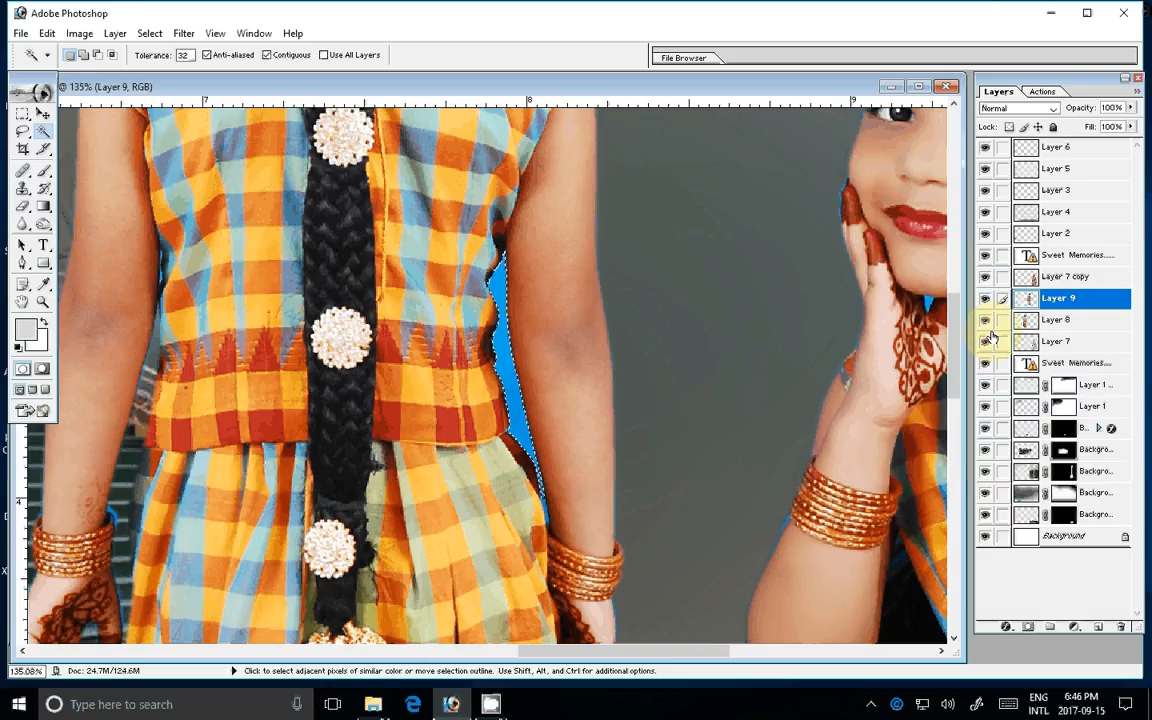 Adobe Photoshop
File Edit Image Layer Select Filter View Window Help
Tolerance: 32 Anti-aliased Contiguous Use All Layers
File Browser
@ 135% (Layer 9, RGB)
7 8 9
4
Layers Actions
Normal Opacity: 100%
Lock: Fill: 100%
Layer 6
Layer 5
Layer 3
Layer 4
Layer 2
Sweet Memories.....
Layer 7 copy
Layer 9
Layer 8
Layer 7
Sweet Memories....
Layer 1 ...
Layer 1
B...
Backgro...
Backgro...
Backgro...
Backgro...
Background
135.08% Doc: 24.7M/124.6M Click to select adjacent pixels of similar color or move selection outline. Use Shift, Alt, and Ctrl for additional options.
Type here to search
ENG
INTL
6:46 PM
2017-09-15